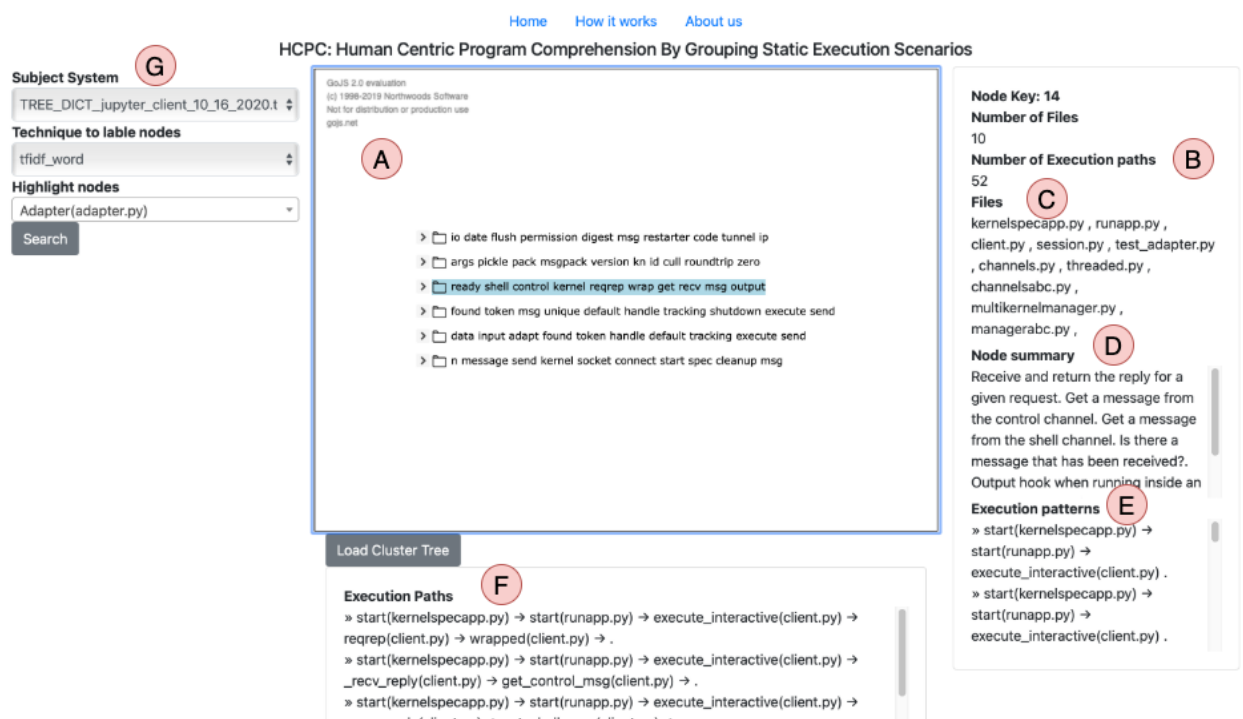 Home How it works About us
HCPC: Human Centric Program Comprehension By Grouping Static Execution Scenarios
G
Subject System
TREE_DICT_jupyter_client_10_16_2020.t
Technique to lable nodes
tfidf_word
Highlight nodes
Adapter(adapter.py)
Search
GoJS 2.0 evaluation
(c) 1998-2019 Northwoods Software
Not for distribution or production use
gojs.net
A
io date flush permission digest msg restarter code tunnel ip
args pickle pack msgpack version kn id cull roundtrip zero
ready shell control kernel reqrep wrap get recv msg output
found token msg unique default handle tracking shutdown execute send
data input adapt found token handle default tracking execute send
n message send kernel socket connect start spec cleanup msg
Load Cluster Tree
F
Execution Paths
» start(kernelspecapp.py) → start(runapp.py) → execute_interactive(client.py) →
reqrep(client.py) → wrapped(client.py) → .
» start(kernelspecapp.py) → start(runapp.py) → execute_interactive(client.py) →
_recv_reply(client.py) → get_control_msg(client.py) → .
» start(kernelspecapp.py) → start(runapp.py) → execute_interactive(client.py) →
Node Key: 14
Number of Files
10
Number of Execution paths
B
52
Files
C
kernelspecapp.py , runapp.py ,
client.py , session.py , test_adapter.py
, channels.py , threaded.py ,
channelsabc.py ,
multikernelmanager.py ,
managerabc.py ,
D
Node summary
Receive and return the reply for a
given request. Get a message from
the control channel. Get a message
from the shell channel. Is there a
message that has been received?.
Output hook when running inside an
Execution patterns
E
» start(kernelspecapp.py) →
start(runapp.py) →
execute_interactive(client.py) .
» start(kernelspecapp.py) →
start(runapp.py) →
execute_interactive(client.py) .